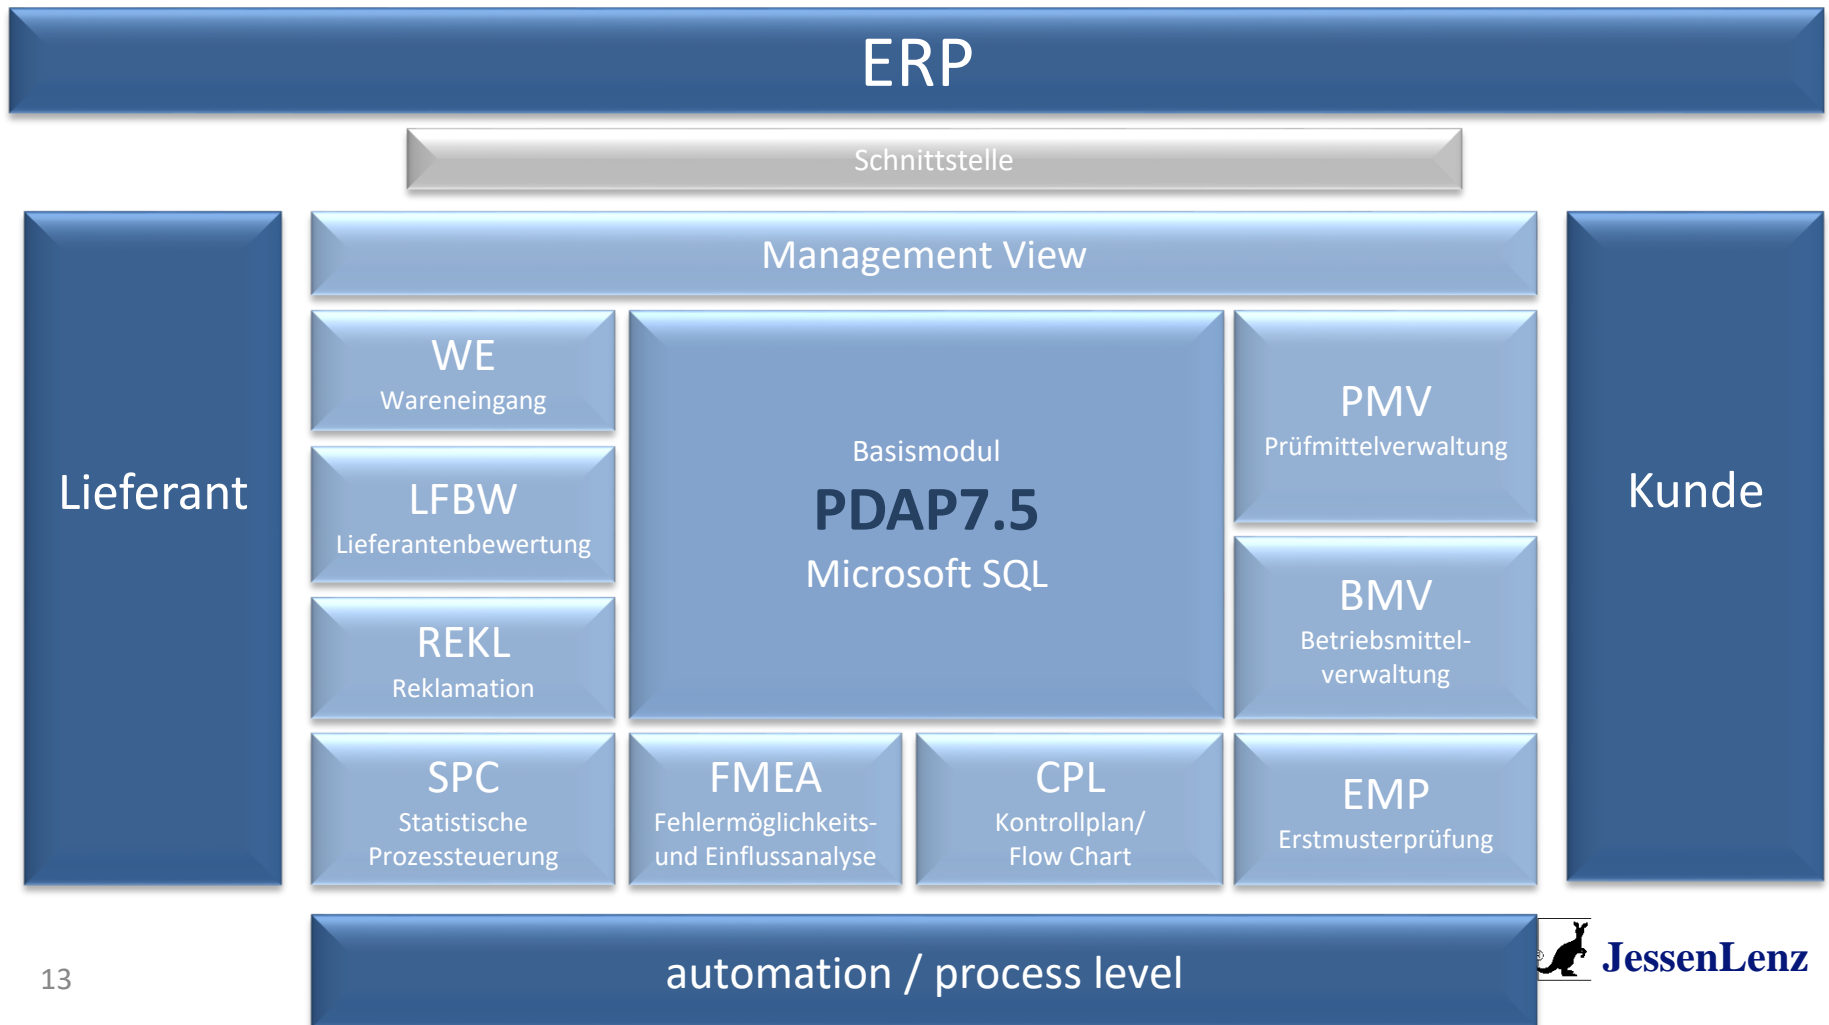 ERP
Schnittstelle
Management View
Lieferant
WE
Wareneingang
LFBW
Lieferantenbewertung
REKL
Reklamation
Basismodul
PDAP7.5
Microsoft SQL
PMV
Prüfmittelverwaltung
BMV
Betriebsmittel-
verwaltung
Kunde
SPC
Statistische
Prozessteuerung
FMEA
Fehlermöglichkeits-
und Einflussanalyse
CPL
Kontrollplan/
Flow Chart
EMP
Erstmusterprüfung
automation / process level
® JessenLenz
13